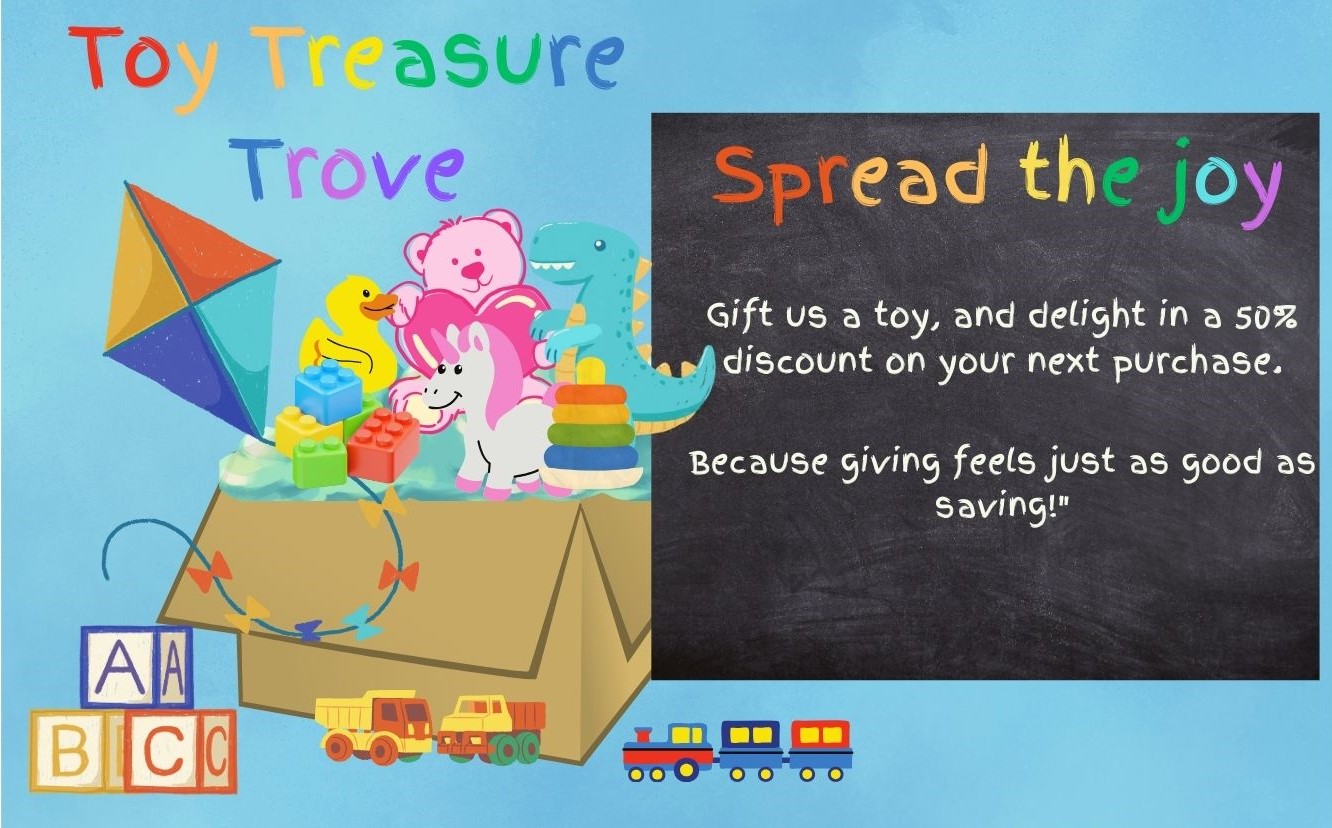 Toy Treasure
Trove
Spread the joy
Gift us a toy, and delight in a 50%
discount on your next purchase.
Because giving feels just as good as
saving!"
A A
B C C